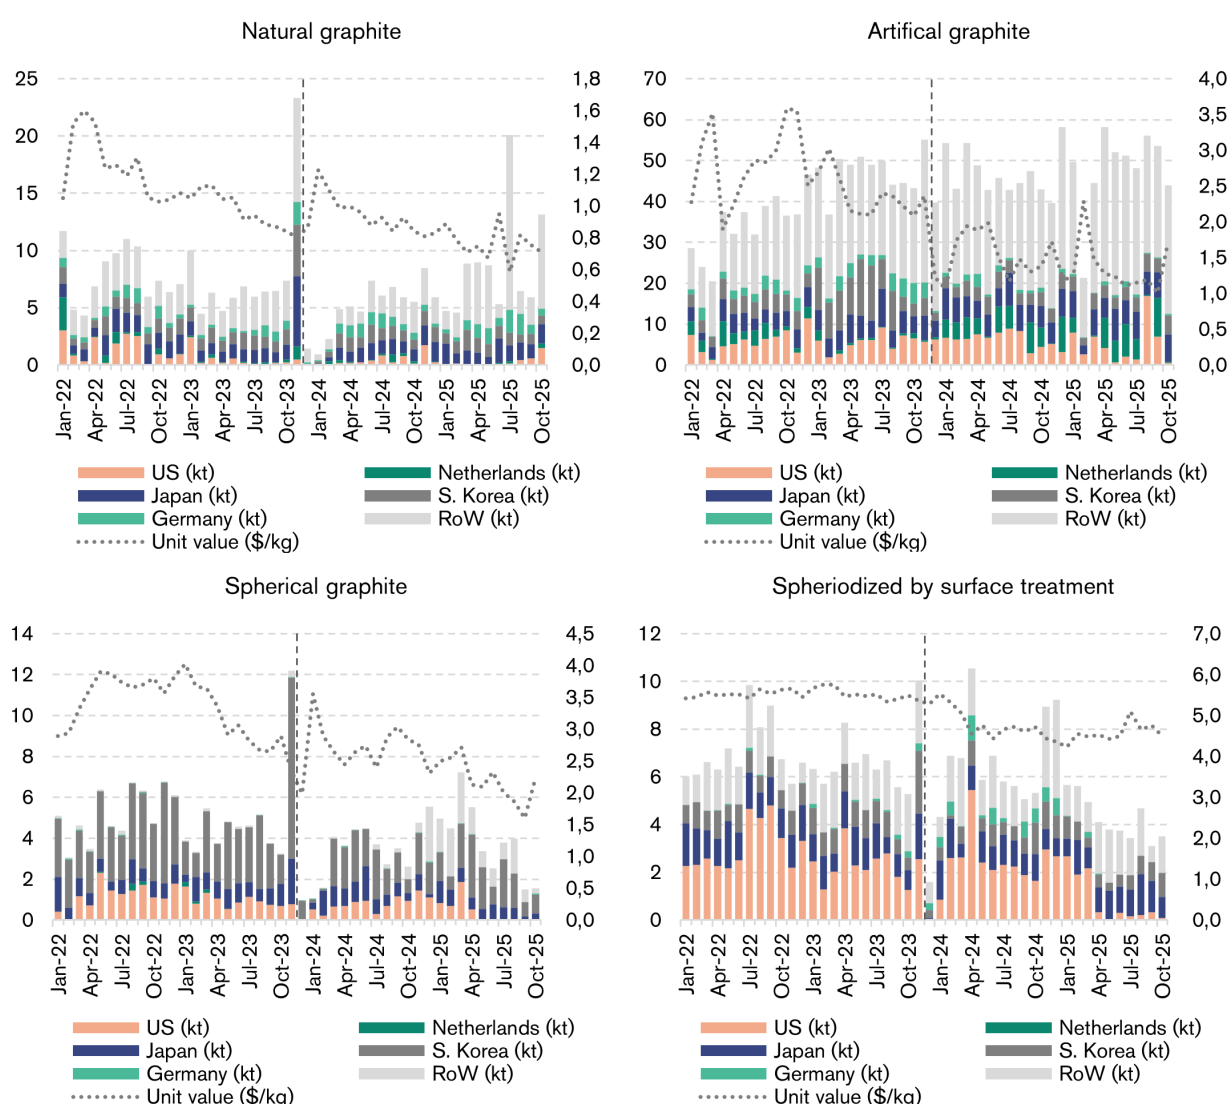 Natural graphite
25
20
15
10
5
0
1,8
1,6
1,4
1,2
1,0
0,8
0,6
0,4
0,2
0,0
Jan-22
Apr-22
Jul-22
Oct-22
Jan-23
Apr-23
Jul-23
Oct-23
Jan-24
Apr-24
Jul-24
Oct-24
Jan-25
Apr-25
Jul-25
Oct-25
US (kt)
Netherlands (kt)
Japan (kt)
S. Korea (kt)
Germany (kt)
RoW (kt)
Unit value ($/kg)
Artifical graphite
70
60
50
40
30
20
10
0
4,0
3,5
3,0
2,5
2,0
1,5
1,0
0,5
0,0
Jan-22
Apr-22
Jul-22
Oct-22
Jan-23
Apr-23
Jul-23
Oct-23
Jan-24
Apr-24
Jul-24
Oct-24
Jan-25
Apr-25
Jul-25
Oct-25
US (kt)
Netherlands (kt)
Japan (kt)
S. Korea (kt)
Germany (kt)
RoW (kt)
Unit value ($/kg)
Spherical graphite
14
12
10
8
6
4
2
0
4,5
4,0
3,5
3,0
2,5
2,0
1,5
1,0
0,5
0,0
Jan-22
Apr-22
Jul-22
Oct-22
Jan-23
Apr-23
Jul-23
Oct-23
Jan-24
Apr-24
Jul-24
Oct-24
Jan-25
Apr-25
Jul-25
Oct-25
US (kt)
Netherlands (kt)
Japan (kt)
S. Korea (kt)
Germany (kt)
RoW (kt)
Unit value ($/kg)
Spheriodized by surface treatment
12
10
8
6
4
2
0
7,0
6,0
5,0
4,0
3,0
2,0
1,0
0,0
Jan-22
Apr-22
Jul-22
Oct-22
Jan-23
Apr-23
Jul-23
Oct-23
Jan-24
Apr-24
Jul-24
Oct-24
Jan-25
Apr-25
Jul-25
Oct-25
US (kt)
Netherlands (kt)
Japan (kt)
S. Korea (kt)
Germany (kt)
RoW (kt)
Unit value ($/kg)